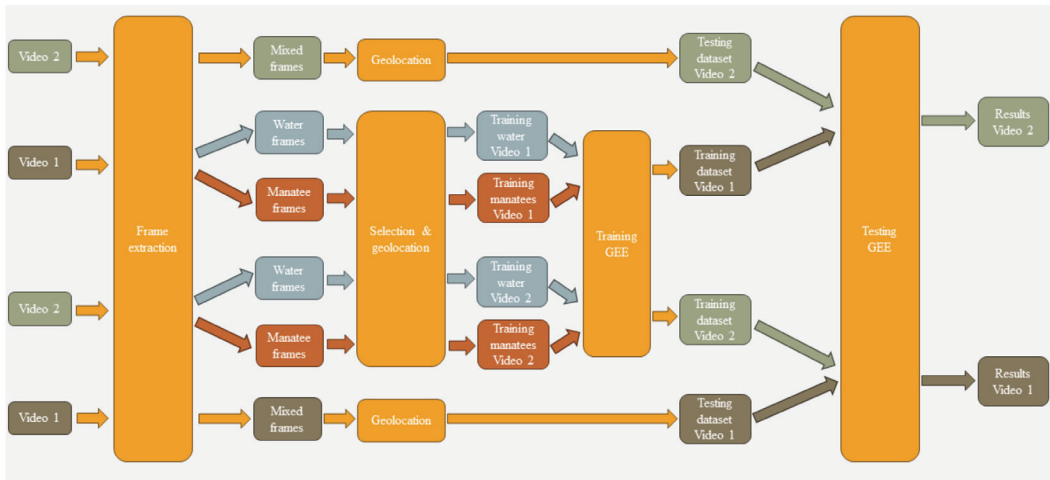 Video 2
Mixed
frames
Geolocation
Testing
dataset
Video 2
Video 1
Water
frames
Training
water
Video 1
Manatee
frames
Training
manatees
Video 1
Training
dataset
Video 1
Results
Video 2
Frame
extraction
Selection &
geolocation
Training
GEE
Testing
GEE
Video 2
Water
frames
Training
water
Video 2
Manatee
frames
Training
manatees
Video 2
Training
dataset
Video 2
Results
Video 1
Video 1
Mixed
frames
Geolocation
Testing
dataset
Video 1